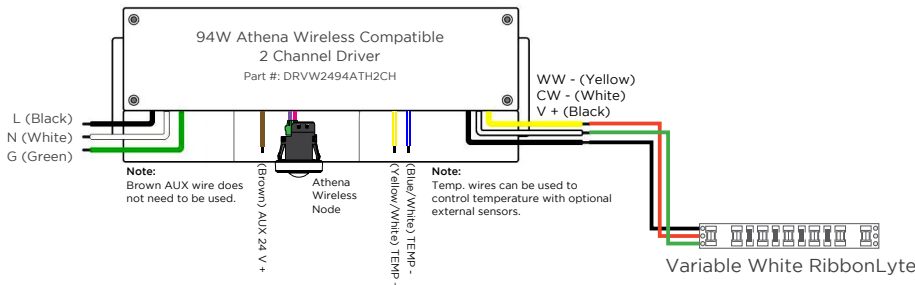 94W Athena Wireless Compatible
2 Channel Driver
Part #: DRVW2494ATH2CH
WW - (Yellow)
CW - (White)
V + (Black)
L (Black)
N (White)
G (Green)
Note:
Brown AUX wire does
not need to be used.
(Brown) AUX 24 V +
Athena
Wireless
Node
(Yellow/White) TEMP -
(Blue/White) TEMP -
Note:
Temp. wires can be used to
control temperature with optional
external sensors.
Variable White RibbonLyte